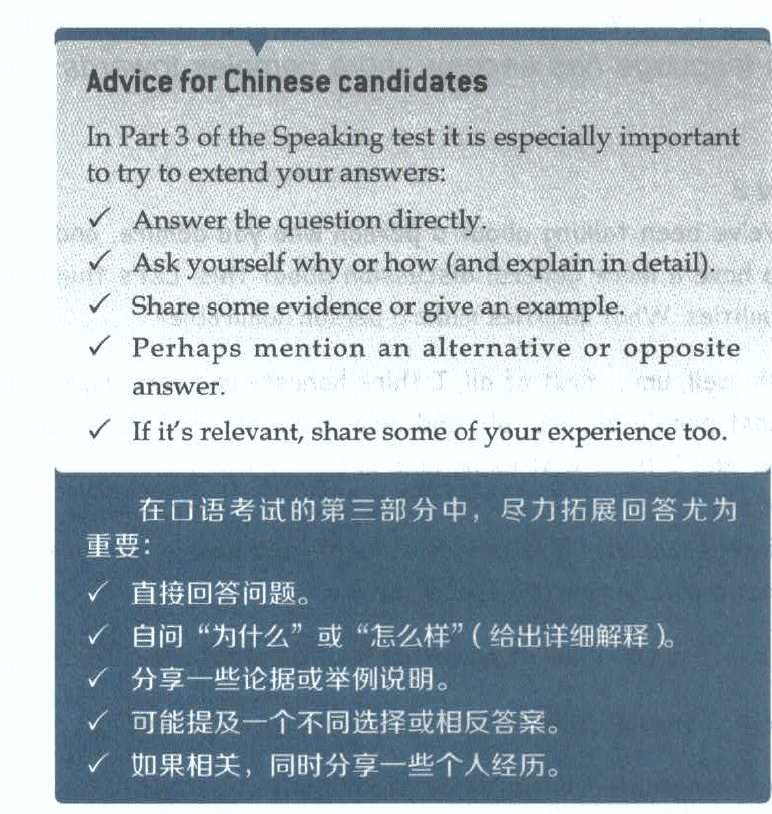 Advice for Chinese candidates
In Part 3 of the Speaking test it is especially important
to try to extend your answers:
✓ Answer the question directly.
✓ Ask yourself why or how (and explain in detail).
✓ Share some evidence or give an example.
✓ Perhaps mention an alternative or opposite
answer.
✓ If it's relevant, share some of your experience too.
在口语考试的第三部分中，尽力拓展回答尤为
重要：
✓ 直接回答问题。
✓ 自问“为什么”或“怎么样”（给出详细解释）。
✓ 分享一些论据或举例说明。
✓ 可能提及一个不同选择或相反答案。
✓ 如果相关，同时分享一些个人经历。